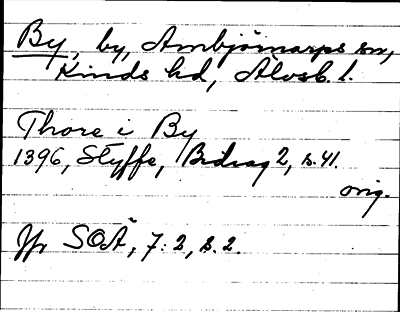 By, by, Ambjörnarps sn,
Kinds hd, Älvsb. l.
Thore i By
1396, Styffe, Bidrag 2, s. 41.
orig.
Jfr SOÄ, 7:2, s. 2.